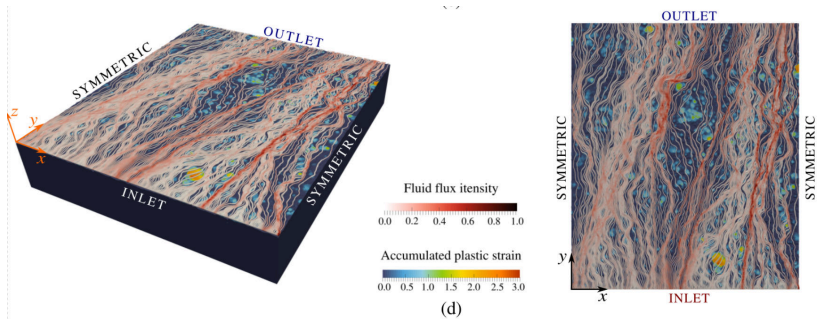 OUTLET
SYMMETRIC
z
y
x
INLET
SYMMETRIC
Fluid flux itensity
0.0 0.2 0.4 0.6 0.8 1.0
Accumulated plastic strain
0.0 0.5 1.0 1.5 2.0 2.5 3.0
(d)
OUTLET
SYMMETRIC
SYMMETRIC
y
x
INLET